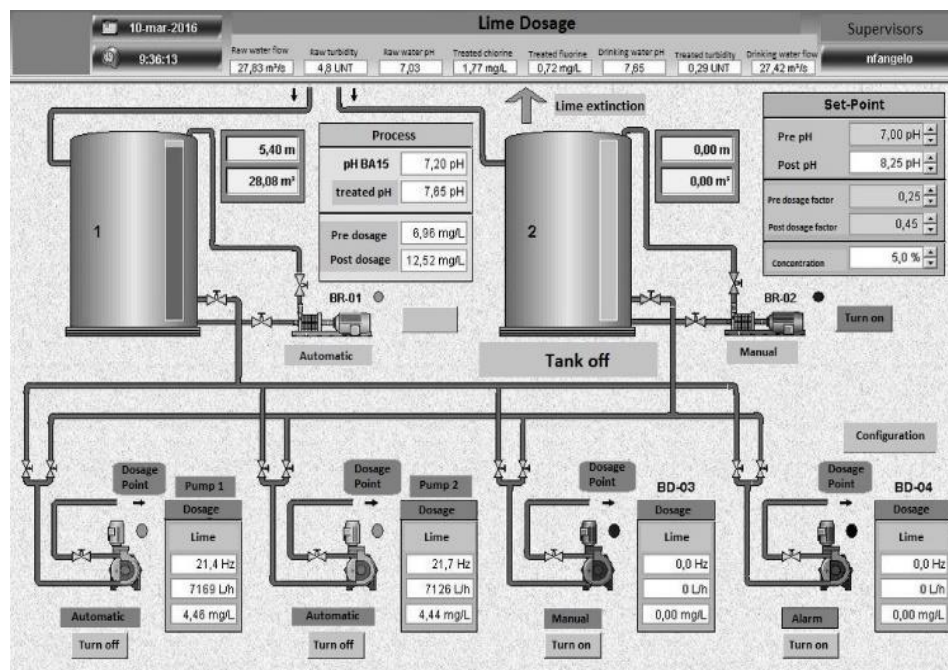 Lime Dosage
10-mar-2016
9:36:13
Supervisors
nfangelo
Raw water flow
Raw turbidity
Raw water pH
Treated chlorine
Treated fluorine
Drinking water pH
Treated turbidity
Drinking water flow
27,83 m³/s
4,8 UNT
7,03
1,77 mg/L
0,72 mg/L
7,65
0,29 UNT
27,42 m³/s
Lime extinction
Set-Point
Pre pH
7,00 pH
Post pH
8,25 pH
Pre dosage factor
0,25
Post dosage factor
0,45
Concentration
5,0 %
5,40 m
28,08 m³
Process
pH BA15
7,20 pH
treated pH
7,65 pH
Pre dosage
6,96 mg/L
Post dosage
12,52 mg/L
0,00 m
0,00 m³
1
2
BR-01
Automatic
BR-02
Turn on
Manual
Tank off
Configuration
Dosage
Point
Pump 1
Dosage
Lime
21,4 Hz
7169 L/h
4,46 mg/L
Automatic
Turn off
Dosage
Point
Pump 2
Dosage
Lime
21,7 Hz
7126 L/h
4,44 mg/L
Automatic
Turn off
Dosage
Point
BD-03
Dosage
Lime
0,0 Hz
0 L/h
0,00 mg/L
Manual
Turn on
Dosage
Point
BD-04
Dosage
Lime
0,0 Hz
0 L/h
0,00 mg/L
Alarm
Turn on